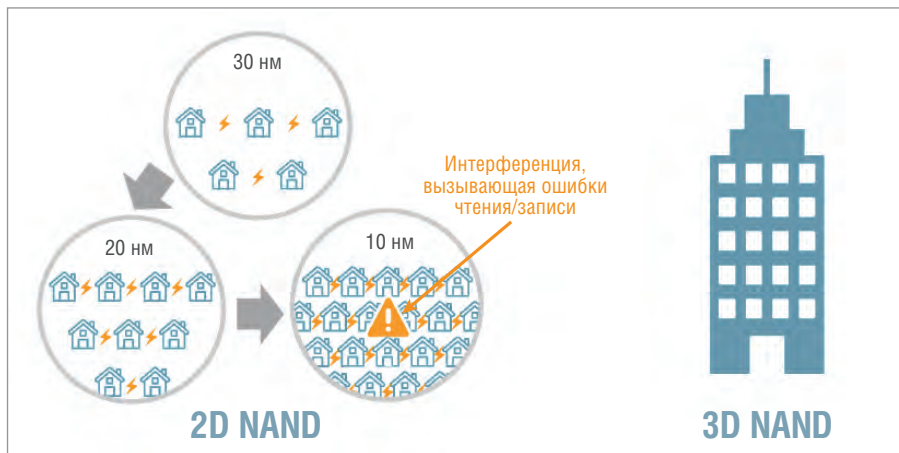 30 нм
Интерференция,
вызывающая ошибки
чтения/записи
20 нм
10 нм
2D NAND
3D NAND